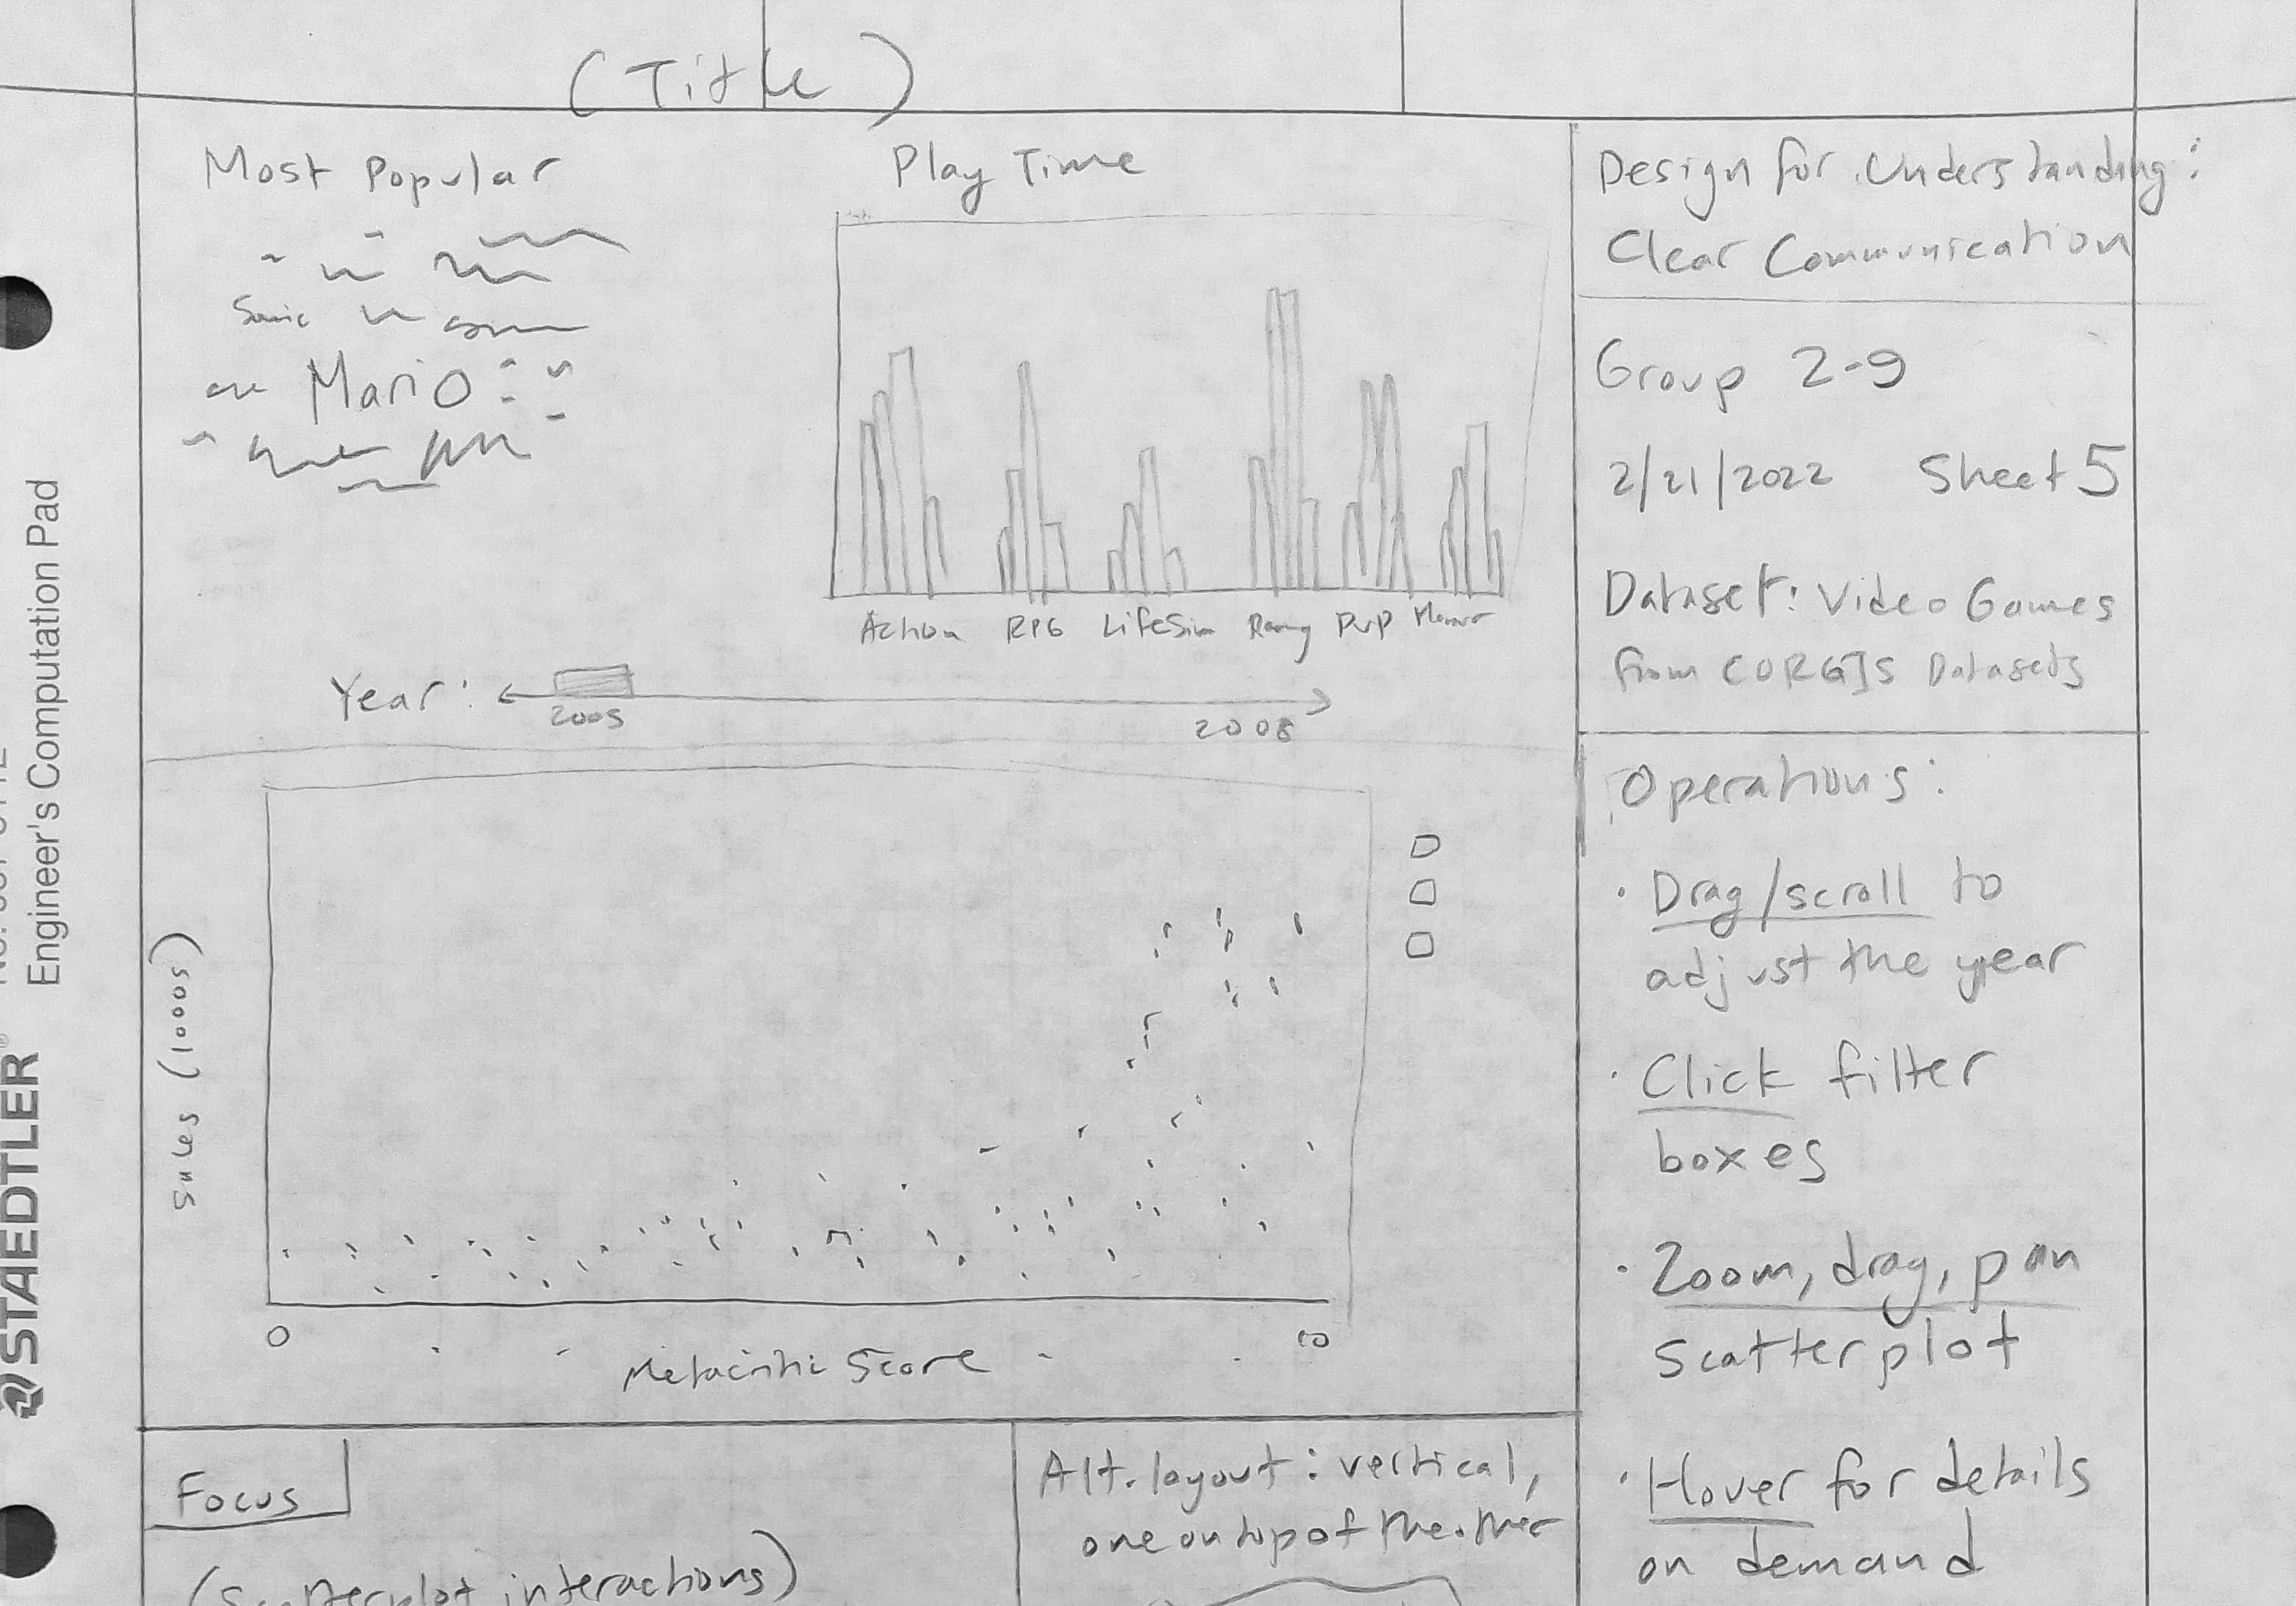 (Title)
Most Popular
Sonic
Mario
Play Time
Action RPG LifeSim Racing PvP
Year:
2005
2008
Sales (1000s)
0
10
Metacritic Score
Focus
(Scatterplot interactions)
Alt. layout: vertical,
one on top of the other
Design for Understanding:
Clear Communication
Group 2-9
2/21/2022 Sheet 5
Dataset: Video Games
from CORGIS Datasets
Operations:
· Drag/scroll to
adjust the year
· Click filter
boxes
· Zoom, drag, pan
scatterplot
· Hover for details
on demand
Engineer's Computation Pad
STAEDTLER®